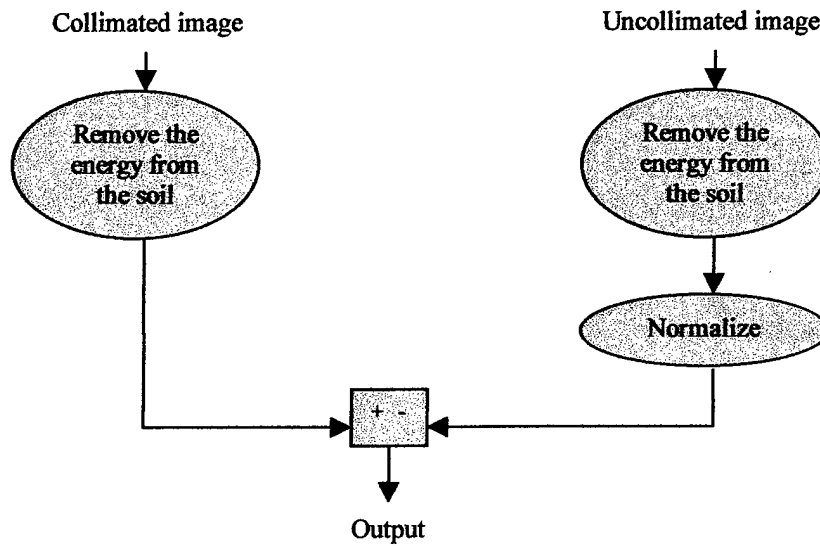 Collimated image
Uncollimated image
Remove the
energy from
the soil
Remove the
energy from
the soil
Normalize
+ -
Output